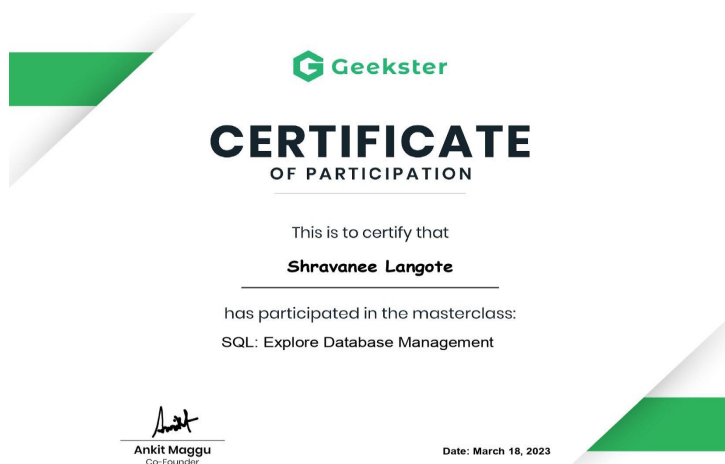 Geekster
CERTIFICATE
OF PARTICIPATION
This is to certify that
Shravanee Langote
has participated in the masterclass:
SQL: Explore Database Management
Ankit Maggu
Co-Founder
Date: March 18, 2023